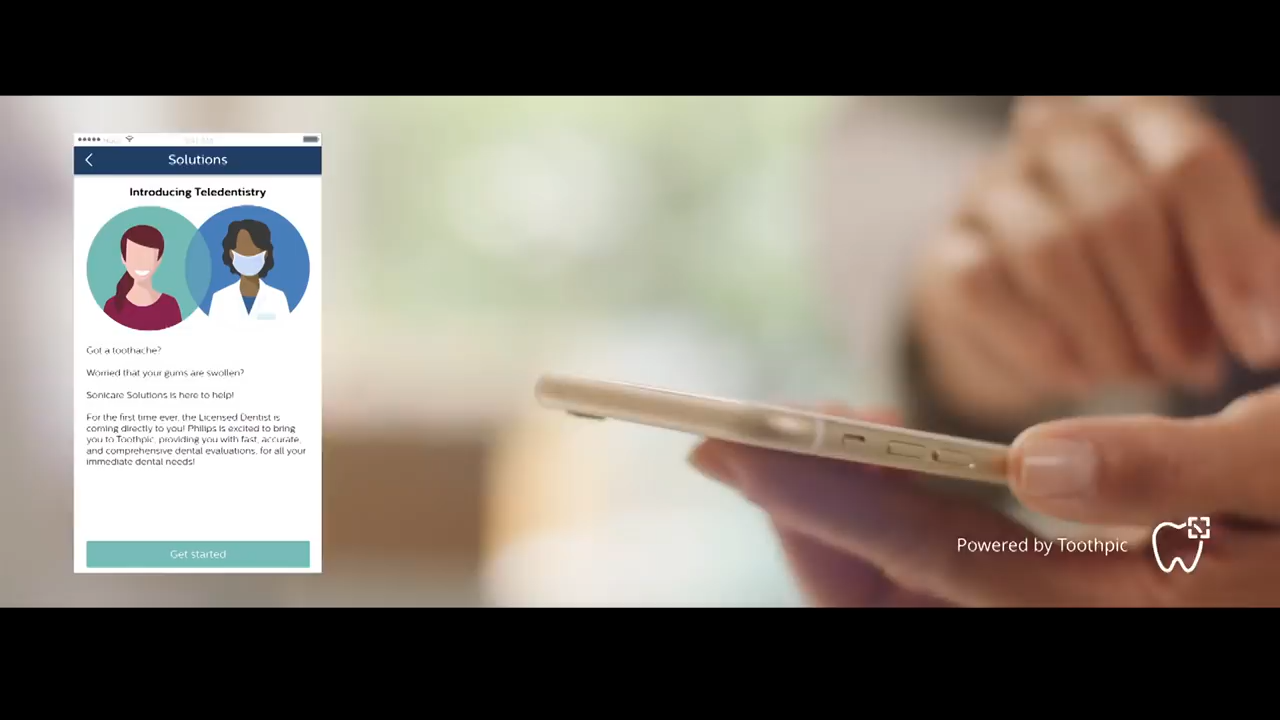 Solutions
Introducing Teledentistry
Got a toothache?
Worried that your gums are swollen?
Sonicare Solutions is here to help!
For the first time ever, the Licensed Dentist is
coming directly to you! Philips is excited to bring
you to Toothpic, providing you with fast, accurate,
and comprehensive dental evaluations, for all your
immediate dental needs!
Get started
Powered by Toothpic